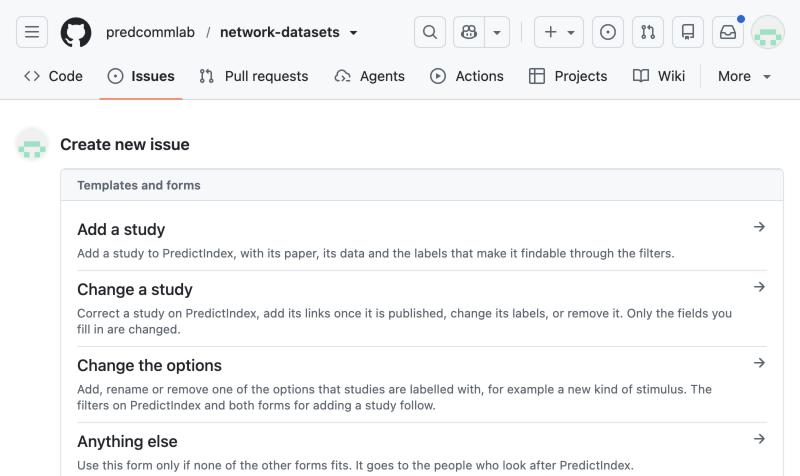 predcommlab / network-datasets
Code Issues Pull requests Agents Actions Projects Wiki More
Create new issue
Templates and forms
Add a study
Add a study to PredictIndex, with its paper, its data and the labels that make it findable through the filters.
Change a study
Correct a study on PredictIndex, add its links once it is published, change its labels, or remove it. Only the fields you
fill in are changed.
Change the options
Add, rename or remove one of the options that studies are labelled with, for example a new kind of stimulus. The
filters on PredictIndex and both forms for adding a study follow.
Anything else
Use this form only if none of the other forms fits. It goes to the people who look after PredictIndex.